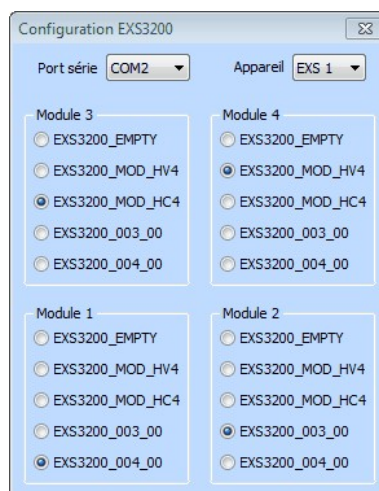 Configuration EXS3200
Port série COM2 Appareil EXS 1
Module 3
EXS3200_EMPTY
EXS3200_MOD_HV4
EXS3200_MOD_HC4
EXS3200_003_00
EXS3200_004_00
Module 4
EXS3200_EMPTY
EXS3200_MOD_HV4
EXS3200_MOD_HC4
EXS3200_003_00
EXS3200_004_00
Module 1
EXS3200_EMPTY
EXS3200_MOD_HV4
EXS3200_MOD_HC4
EXS3200_003_00
EXS3200_004_00
Module 2
EXS3200_EMPTY
EXS3200_MOD_HV4
EXS3200_MOD_HC4
EXS3200_003_00
EXS3200_004_00